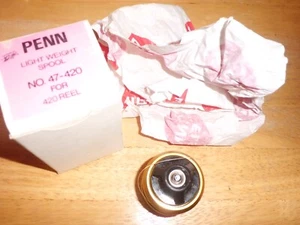 PENN
LIGHT WEIGHT
SPOOL
NO. 47-420
FOR
420 REEL